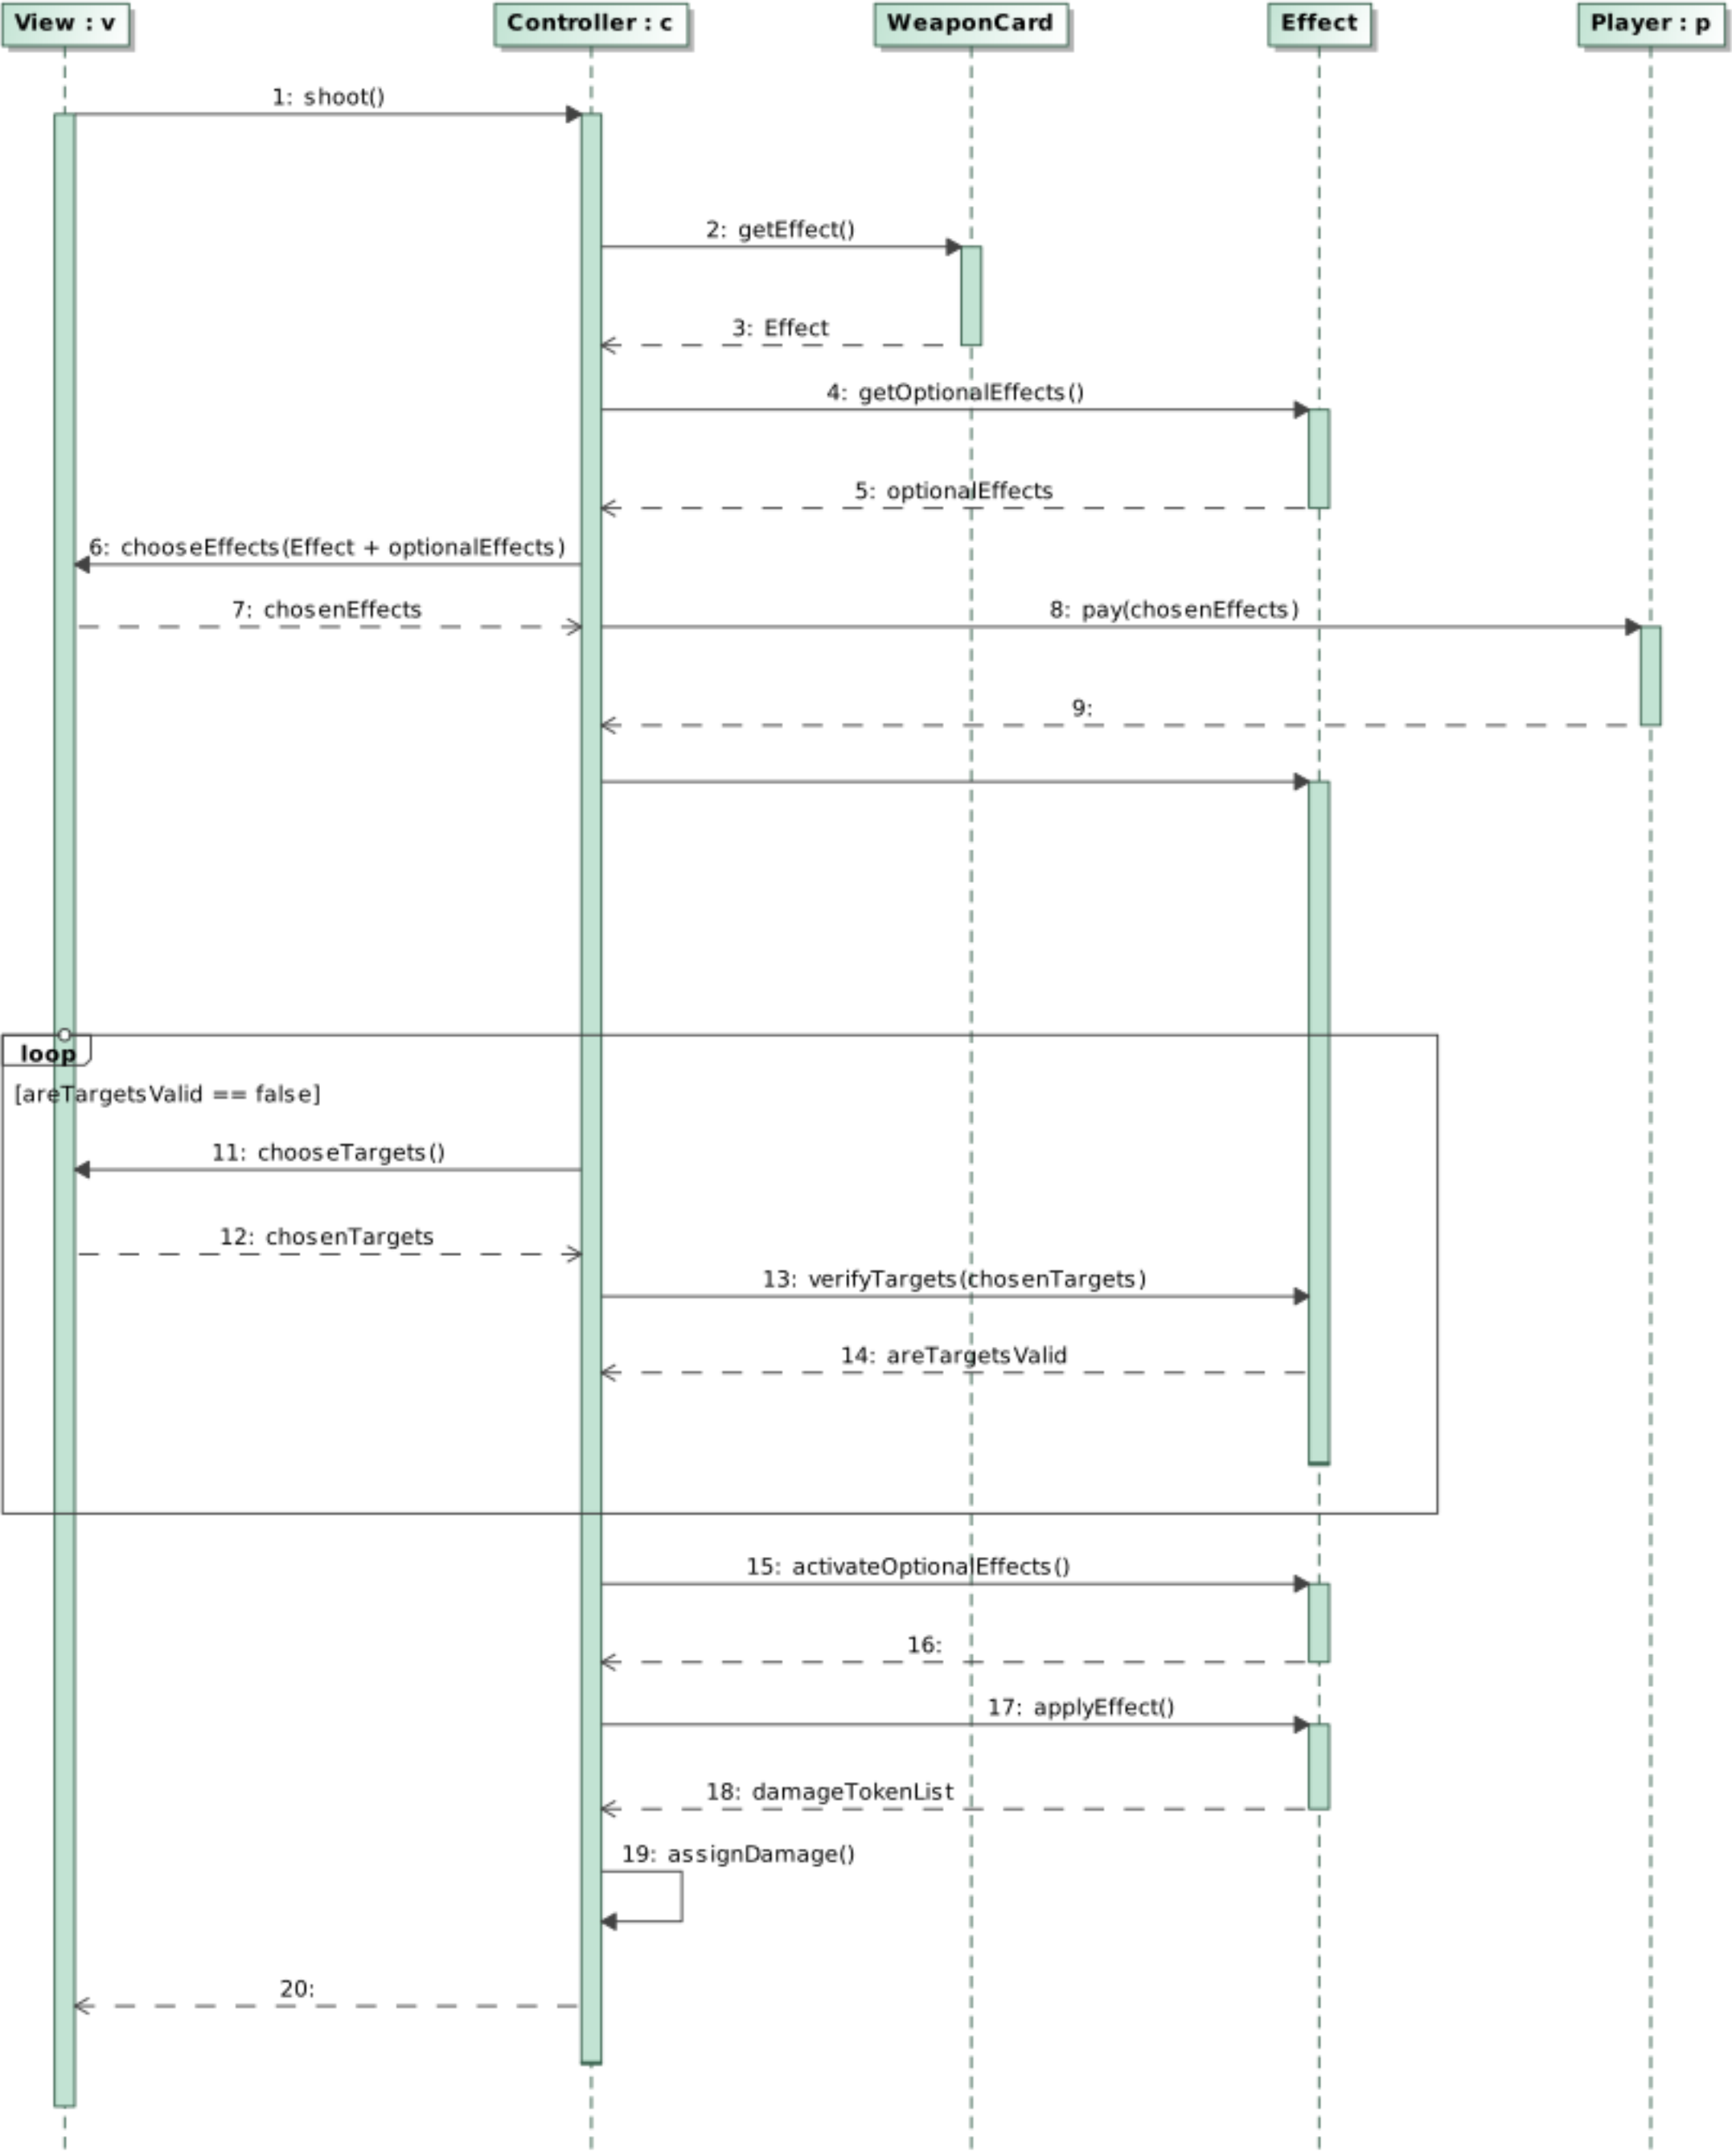 View : v
Controller : c
WeaponCard
Effect
Player : p
1: shoot()
2: getEffect()
3: Effect
4: getOptionalEffects()
5: optionalEffects
6: chooseEffects(Effect + optionalEffects)
7: chosenEffects
8: pay(chosenEffects)
9:
loop
[areTargetsValid == false]
11: chooseTargets()
12: chosenTargets
13: verifyTargets(chosenTargets)
14: areTargetsValid
15: activateOptionalEffects()
16:
17: applyEffect()
18: damageTokenList
19: assignDamage()
20: